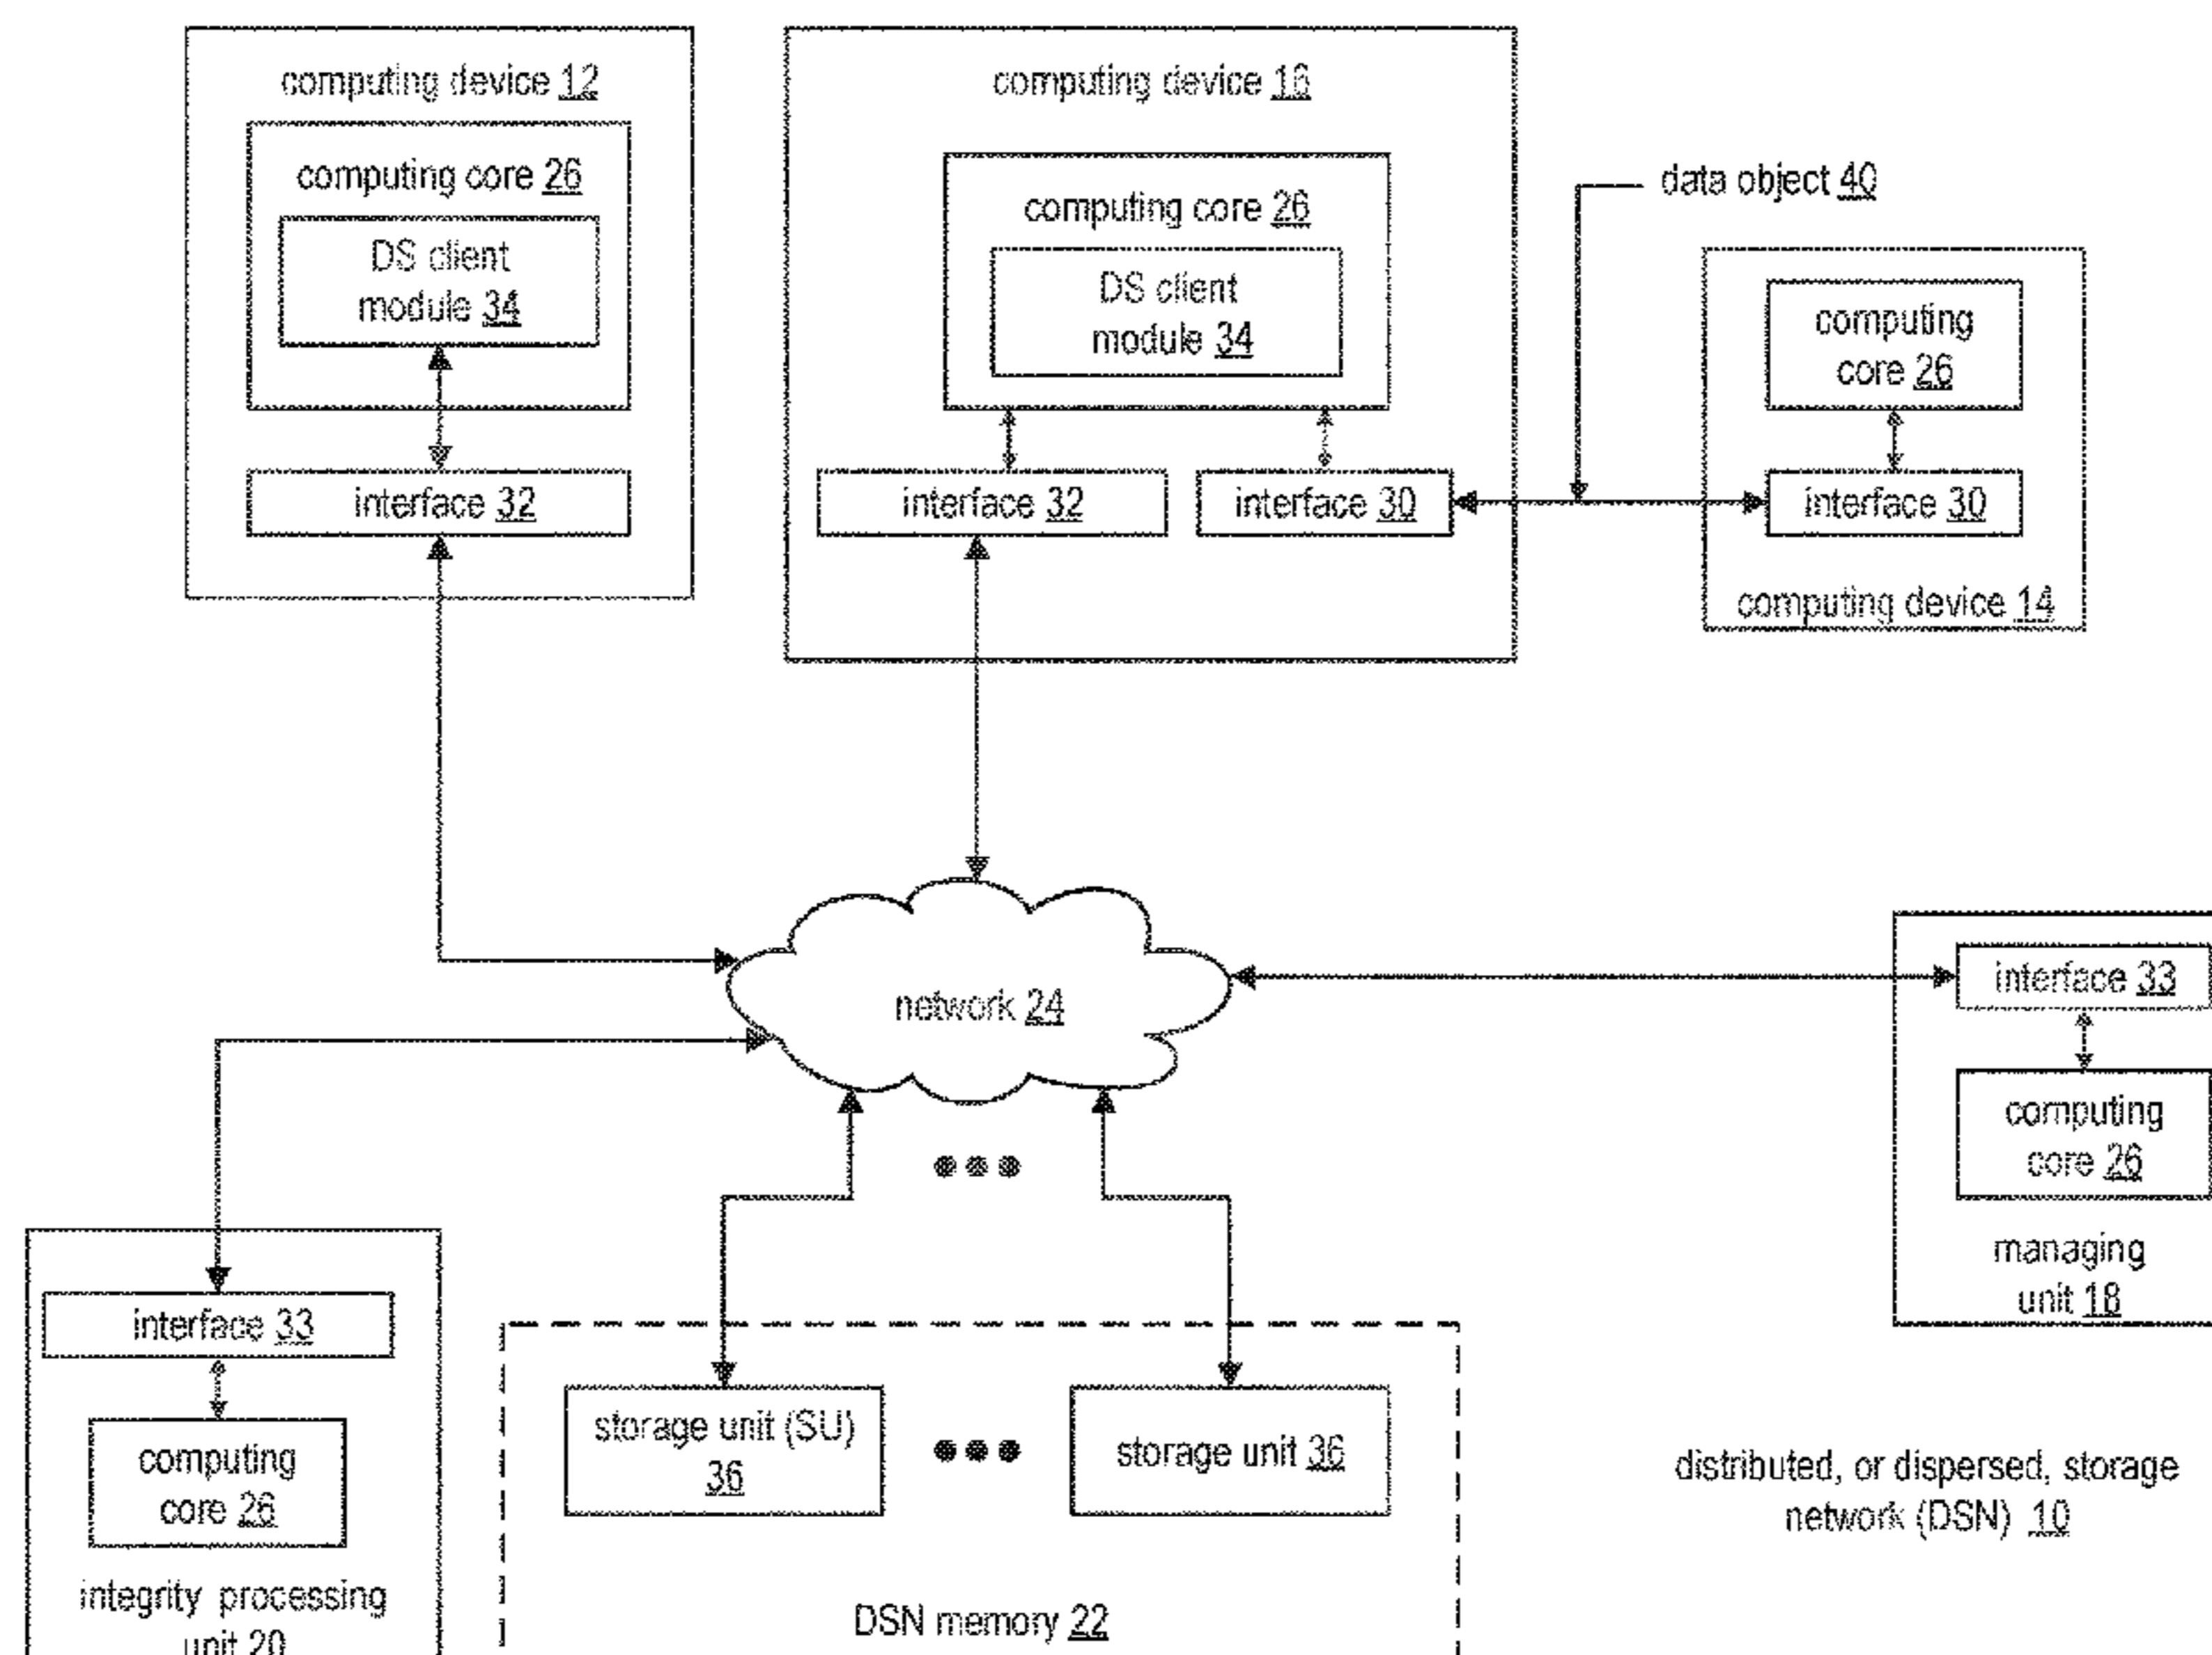 computing device 12
computing core 26
DS client
module 34
interface 32
computing device 16
computing core 26
DS client
module 34
interface 32
interface 30
data object 40
computing
core 26
interface 30
computing device 14
network 24
interface 33
computing
core 26
managing
unit 18
interface 33
computing
core 26
integrity processing
unit 20
storage unit (SU)
36
storage unit 36
DSN memory 22
distributed, or dispersed, storage
network (DSN) 10